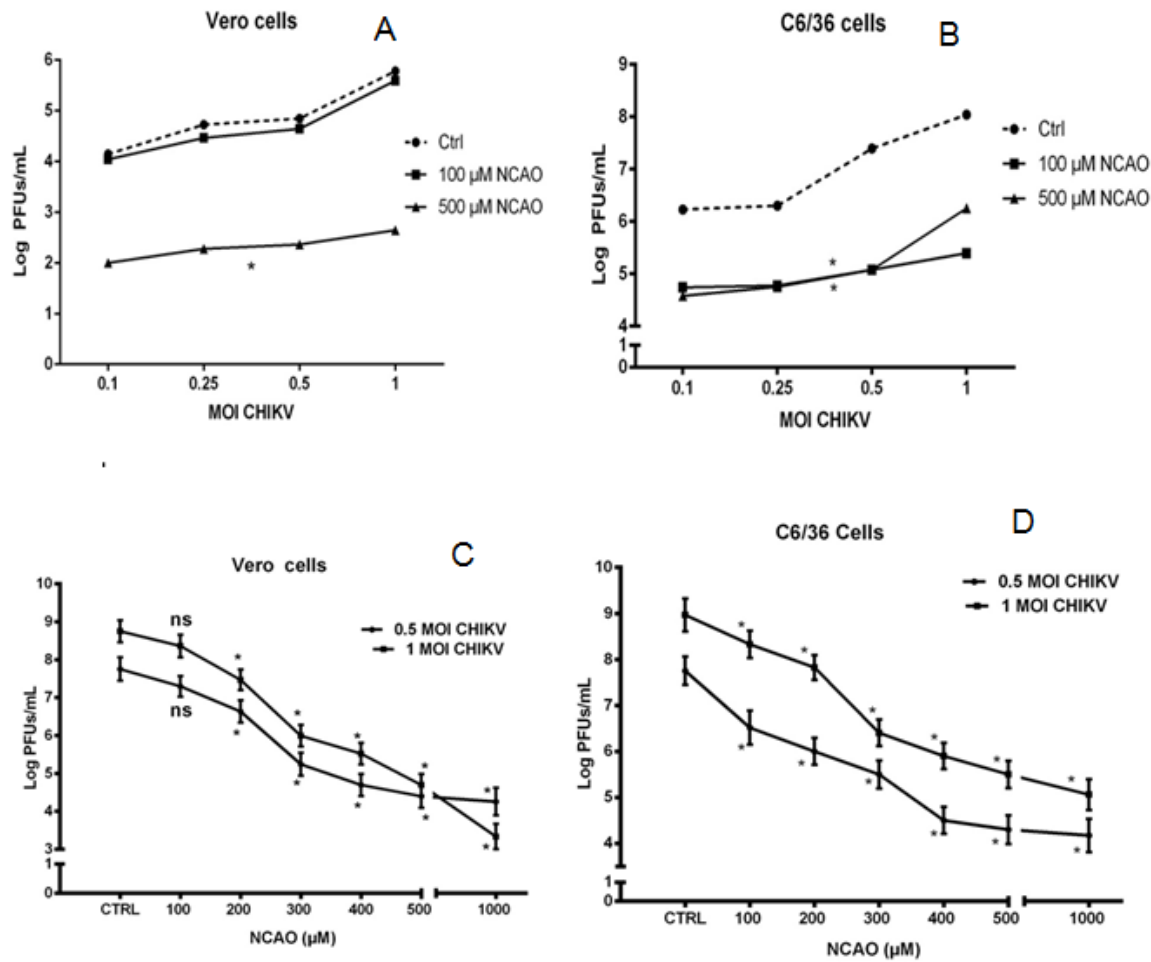 Vero cells
A
Log PFUs/mL
6
5
4
3
2
1
0
*
0.1 0.25 0.5 1
MOI CHIKV
Ctrl
100 µM NCAO
500 µM NCAO
C6/36 cells
B
Log PFUs/mL
9
8
7
6
5
4
1
0
*
*
0.1 0.25 0.5 1
MOI CHIKV
Ctrl
100 µM NCAO
500 µM NCAO
Vero cells
C
Log PFUs/mL
10
9
8
7
6
5
4
3
1
0
ns
* * * * *
ns
* * * * *
0.5 MOI CHIKV
1 MOI CHIKV
CTRL 100 200 300 400 500 1000
NCAO (µM)
C6/36 Cells
D
Log PFUs/mL
10
9
8
7
6
5
4
1
0
* * * * * *
* * * * * *
0.5 MOI CHIKV
1 MOI CHIKV
CTRL 100 200 300 400 500 1000
NCAO (µM)